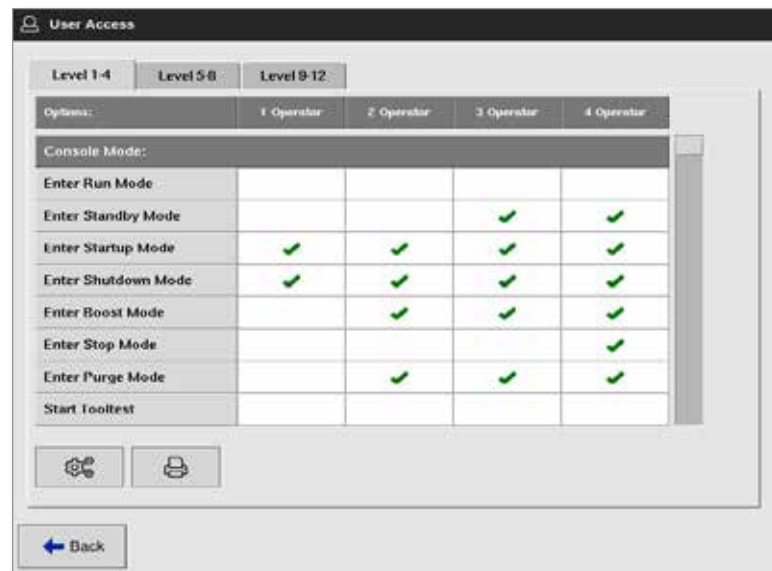 User Access
Level 1-4 Level 5-8 Level 9-12
Options: 1 Operator 2 Operator 3 Operator 4 Operator
Console Mode:
Enter Run Mode
Enter Standby Mode
Enter Startup Mode
Enter Shutdown Mode
Enter Boost Mode
Enter Stop Mode
Enter Purge Mode
Start Tooltest
Back